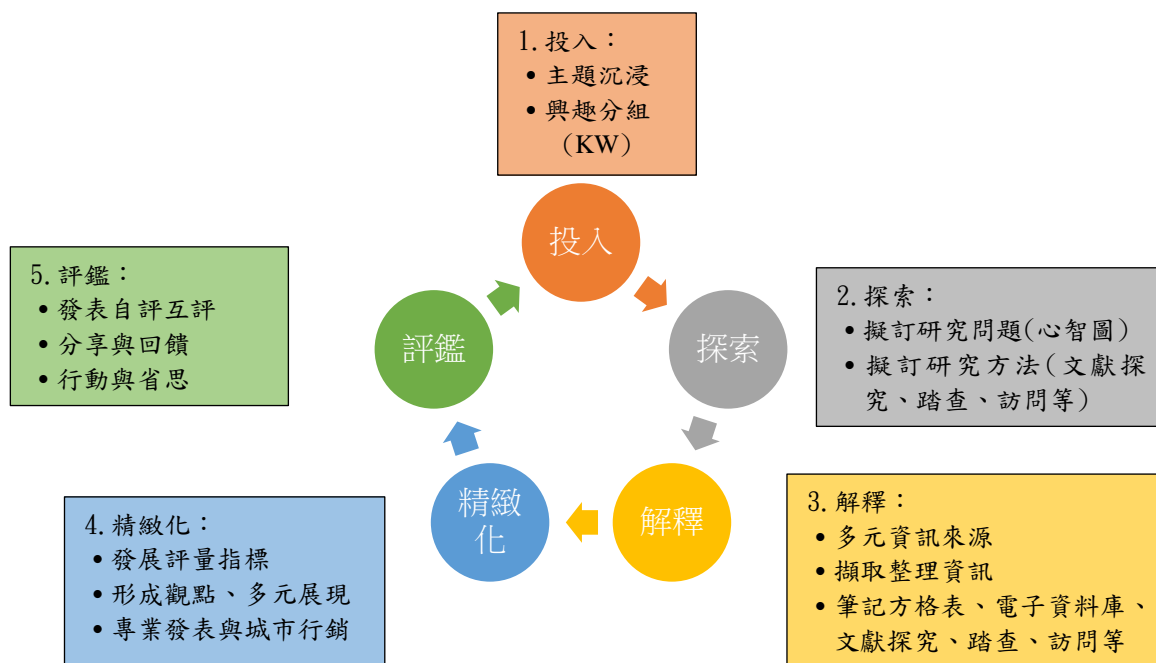 1.投入：
•主題沉浸
•興趣分組
（KW）
投入
5.評鑑：
•發表自評互評
•分享與回饋
•行動與省思
評鑑
探索
2.探索：
•擬訂研究問題(心智圖)
•擬訂研究方法(文獻探
究、踏查、訪問等)
4.精緻化：
•發展評量指標
•形成觀點、多元展現
•專業發表與城市行銷
精緻
化
解釋
3.解釋：
•多元資訊來源
•擷取整理資訊
•筆記方格表、電子資料庫、
文獻探究、踏查、訪問等